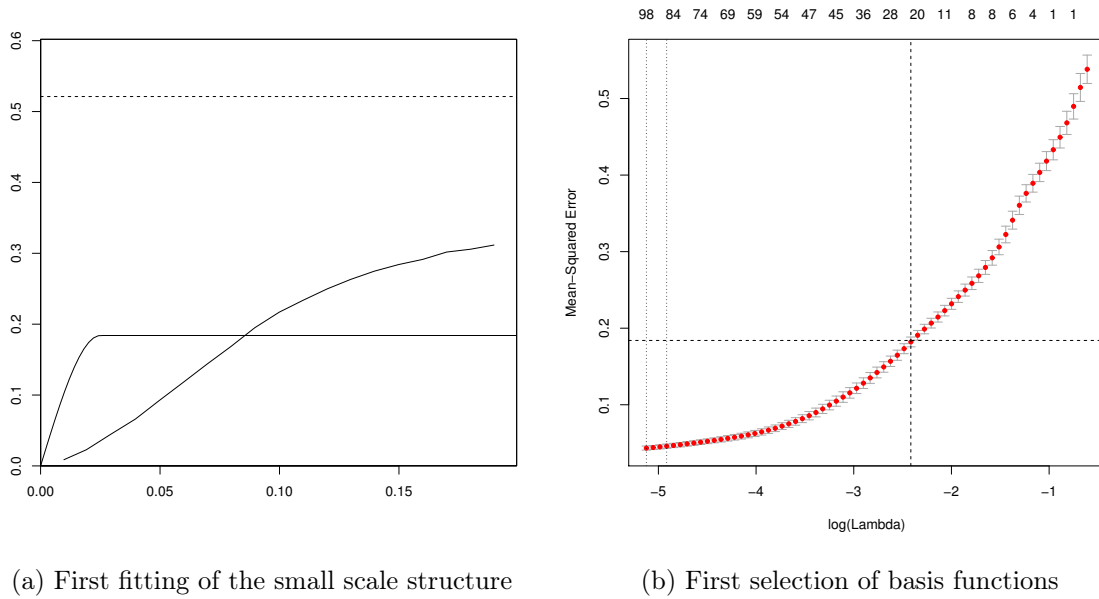 98 84 74 69 59 54 47 45 36 28 20 11 8 8 6 4 1 1
0.6
0.5
0.4
0.3
0.2
0.1
0.0
0.00 0.05 0.10 0.15
Mean−Squared Error
0.5
0.4
0.3
0.2
0.1
−5 −4 −3 −2 −1
log(Lambda)
(a) First fitting of the small scale structure
(b) First selection of basis functions